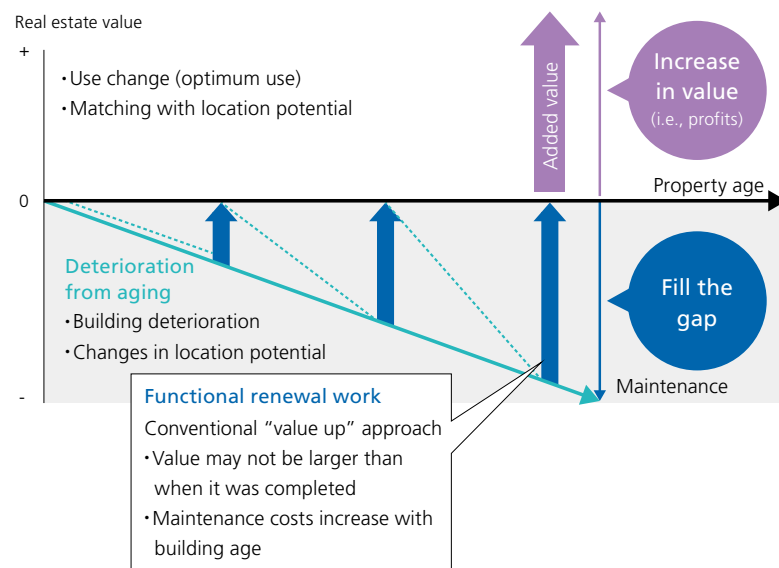 Real estate value
+
・Use change (optimum use)
・Matching with location potential
Added value
Increase
in value
(i.e., profits)
0
Property age
Deterioration
from aging
・Building deterioration
・Changes in location potential
Fill the
gap
Maintenance
-
Functional renewal work
Conventional “value up” approach
・Value may not be larger than
when it was completed
・Maintenance costs increase with
building age